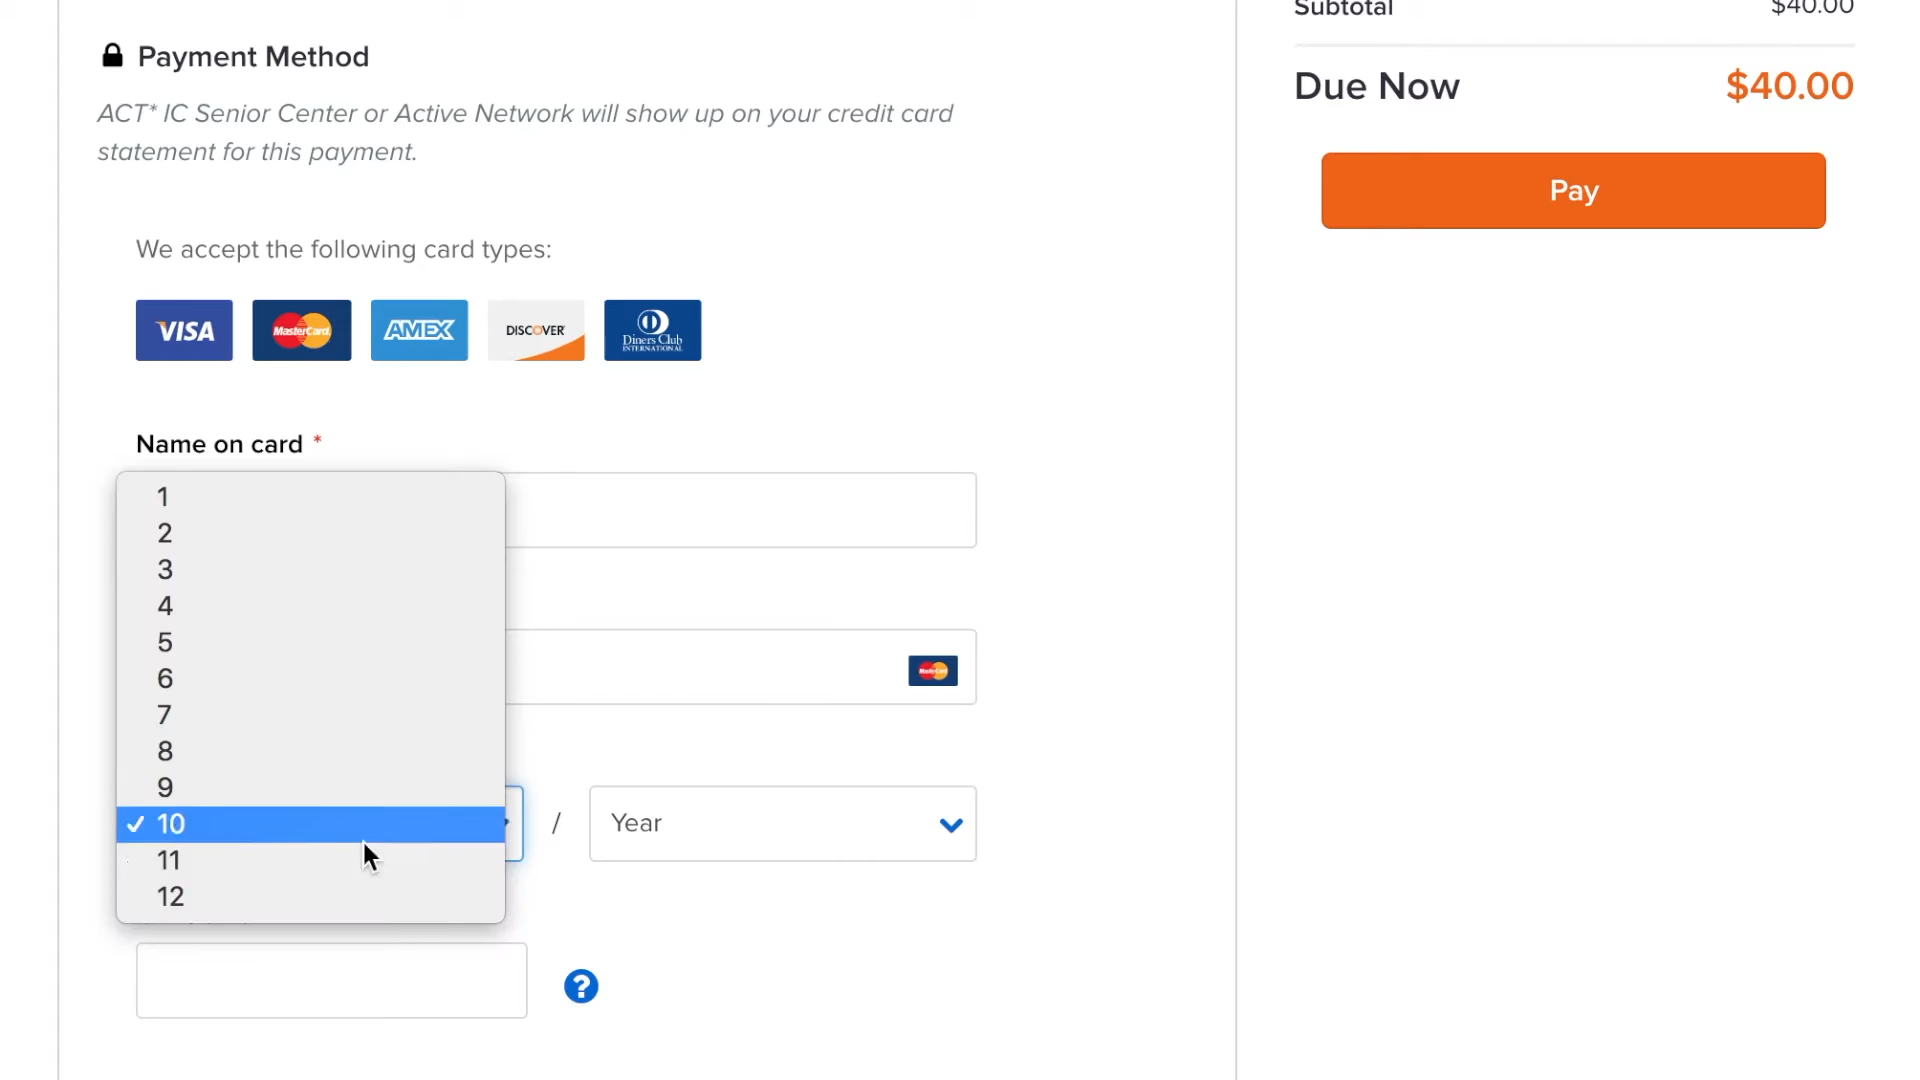 Payment Method
ACT* IC Senior Center or Active Network will show up on your credit card
statement for this payment.
We accept the following card types:
VISA MasterCard AMEX DISCOVER Diners Club INTERNATIONAL
Name on card *
1
2
3
4
5
6
7
8
9
✓ 10
11
12
/ Year
?
Subtotal $40.00
Due Now $40.00
Pay